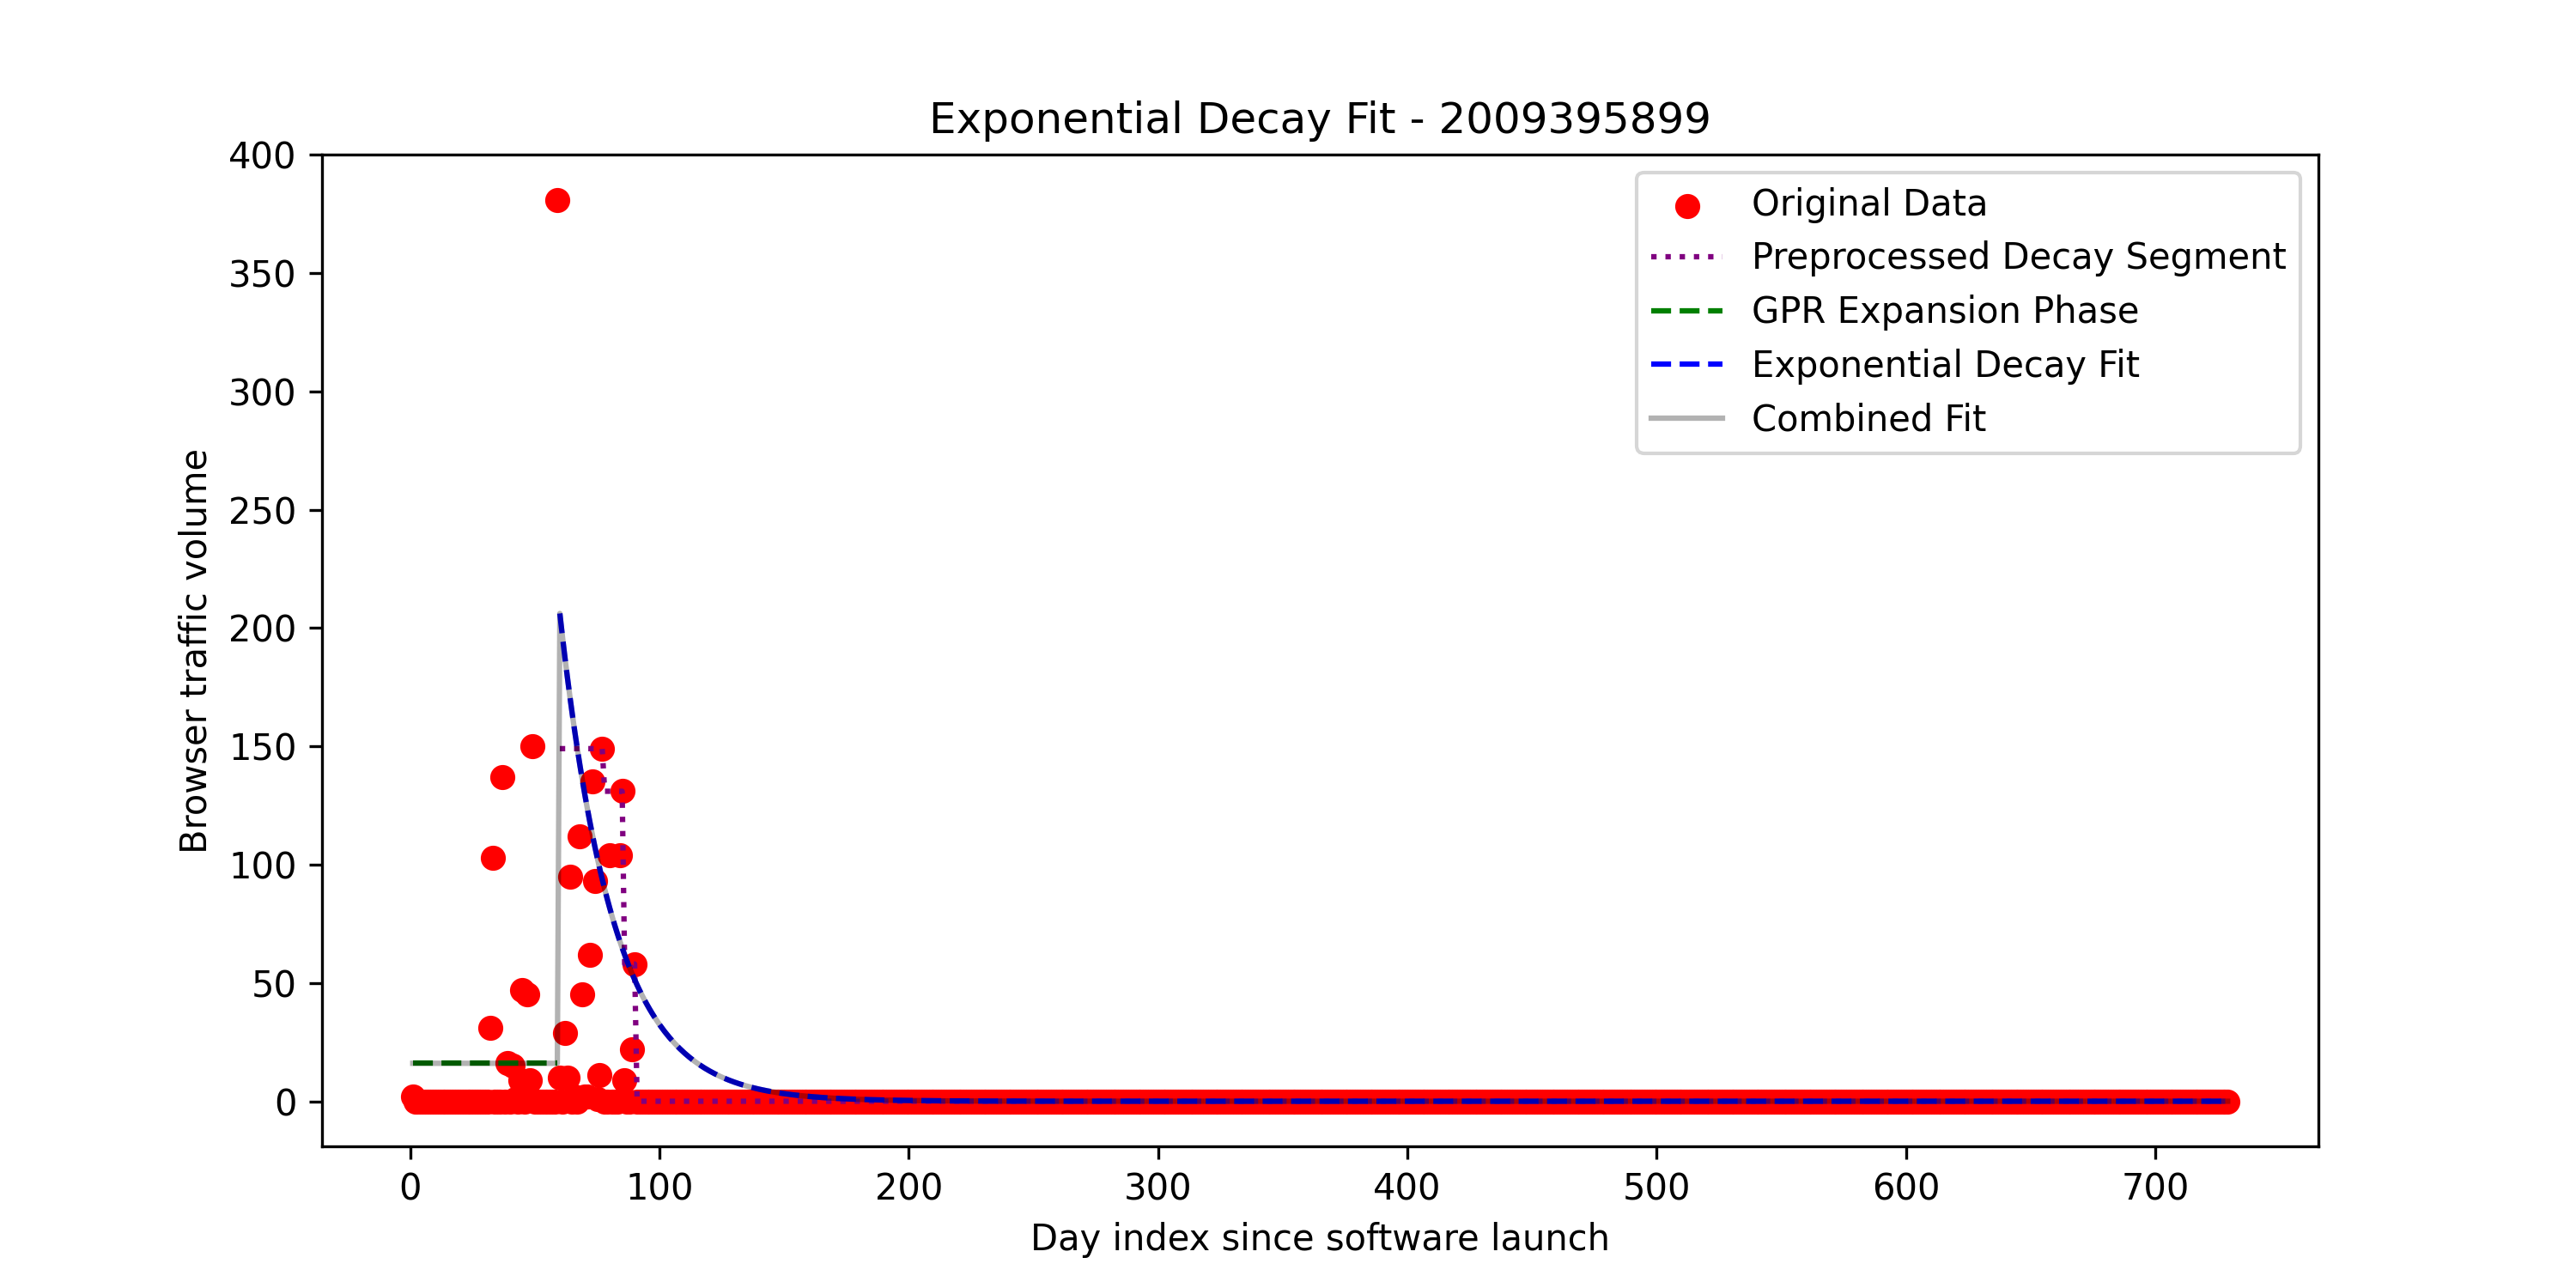 Exponential Decay Fit - 2009395899
400
350
300
250
200
150
100
50
0
Browser traffic volume
Original Data
Preprocessed Decay Segment
GPR Expansion Phase
Exponential Decay Fit
Combined Fit
0 100 200 300 400 500 600 700
Day index since software launch